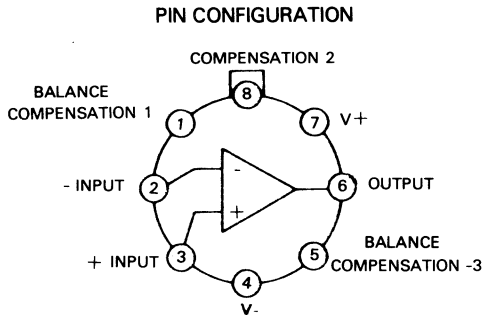 PIN CONFIGURATION
COMPENSATION 2
8
BALANCE
COMPENSATION 1
1
7
V+
- INPUT
2
-
6
OUTPUT
+
+ INPUT
3
5
BALANCE
COMPENSATION -3
4
V-